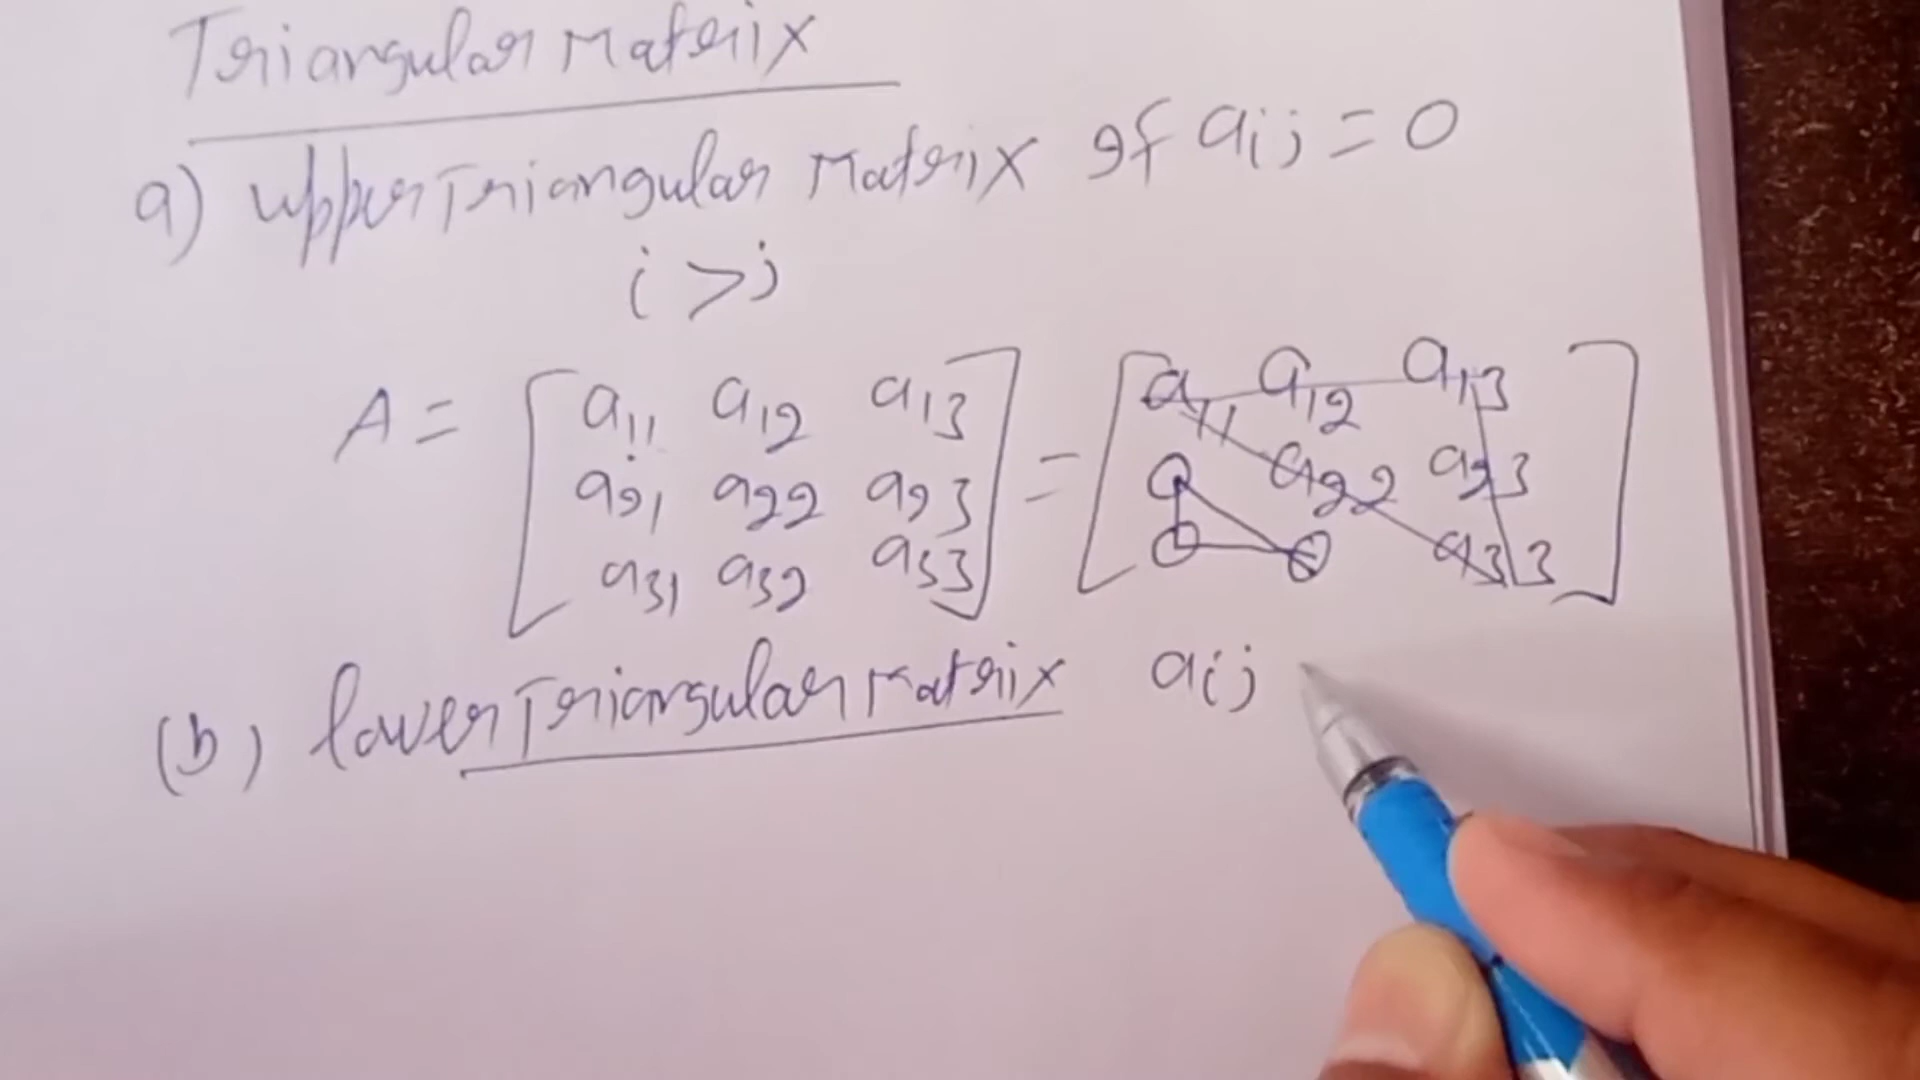 Triangular Matrix
a) upper Triangular Matrix if aij = 0
i > j
A = [ a11 a12 a13 ] = [ a11 a12 a13 ]
a21 a22 a23 0 a22 a23
a31 a32 a33 0 0 a33
(b) lower Triangular Matrix aij